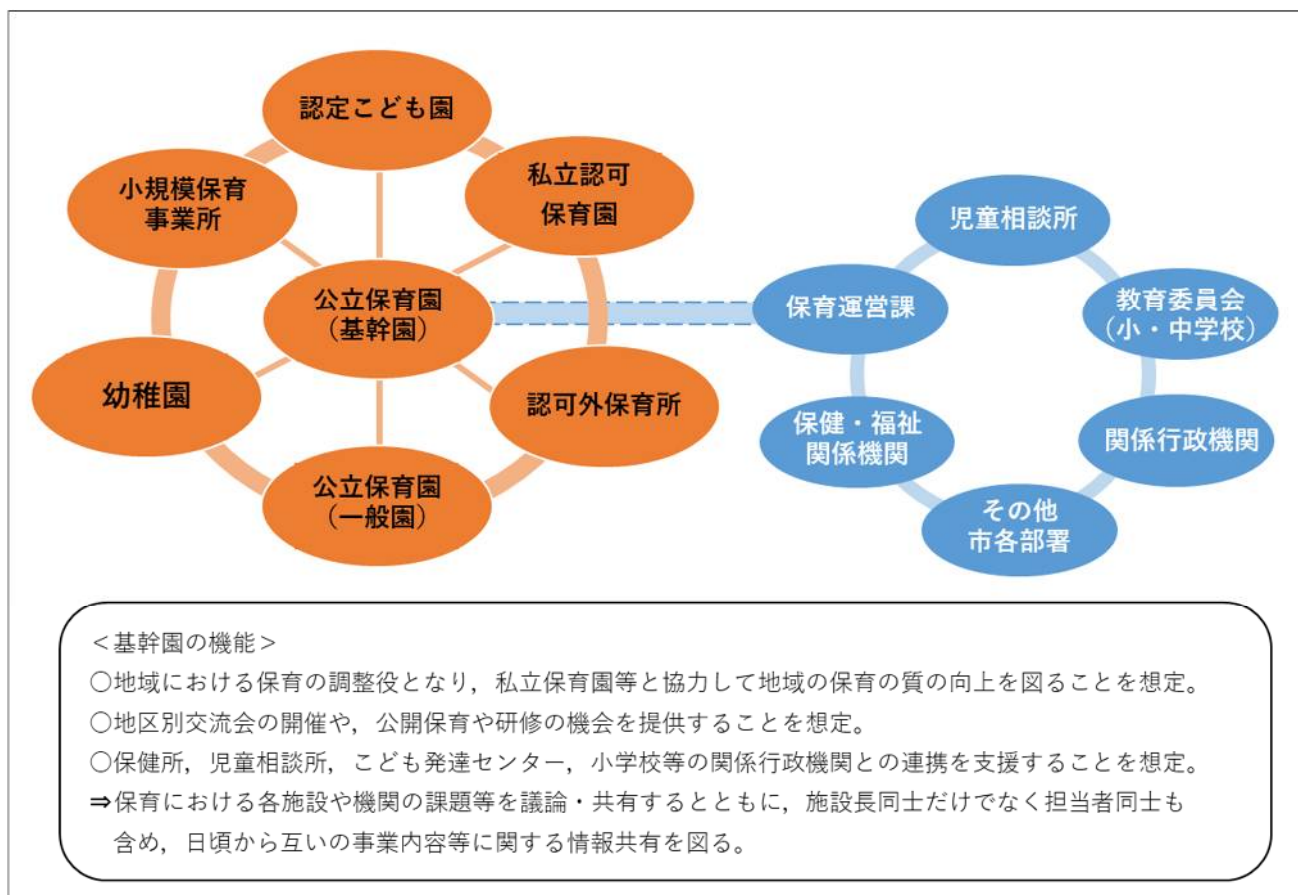 認定こども園
小規模保育
事業所
私立認可
保育園
公立保育園
（基幹園）
幼稚園
認可外保育所
公立保育園
（一般園）
児童相談所
保育運営課
教育委員会
（小・中学校）
保健・福祉
関係機関
関係行政機関
その他
市各部署
＜基幹園の機能＞
○地域における保育の調整役となり，私立保育園等と協力して地域の保育の質の向上を図ることを想定。
○地区別交流会の開催や，公開保育や研修の機会を提供することを想定。
○保健所，児童相談所，こども発達センター，小学校等の関係行政機関との連携を支援することを想定。
⇒保育における各施設や機関の課題等を議論・共有するとともに，施設長同士だけでなく担当者同士も
含め，日頃から互いの事業内容等に関する情報共有を図る。